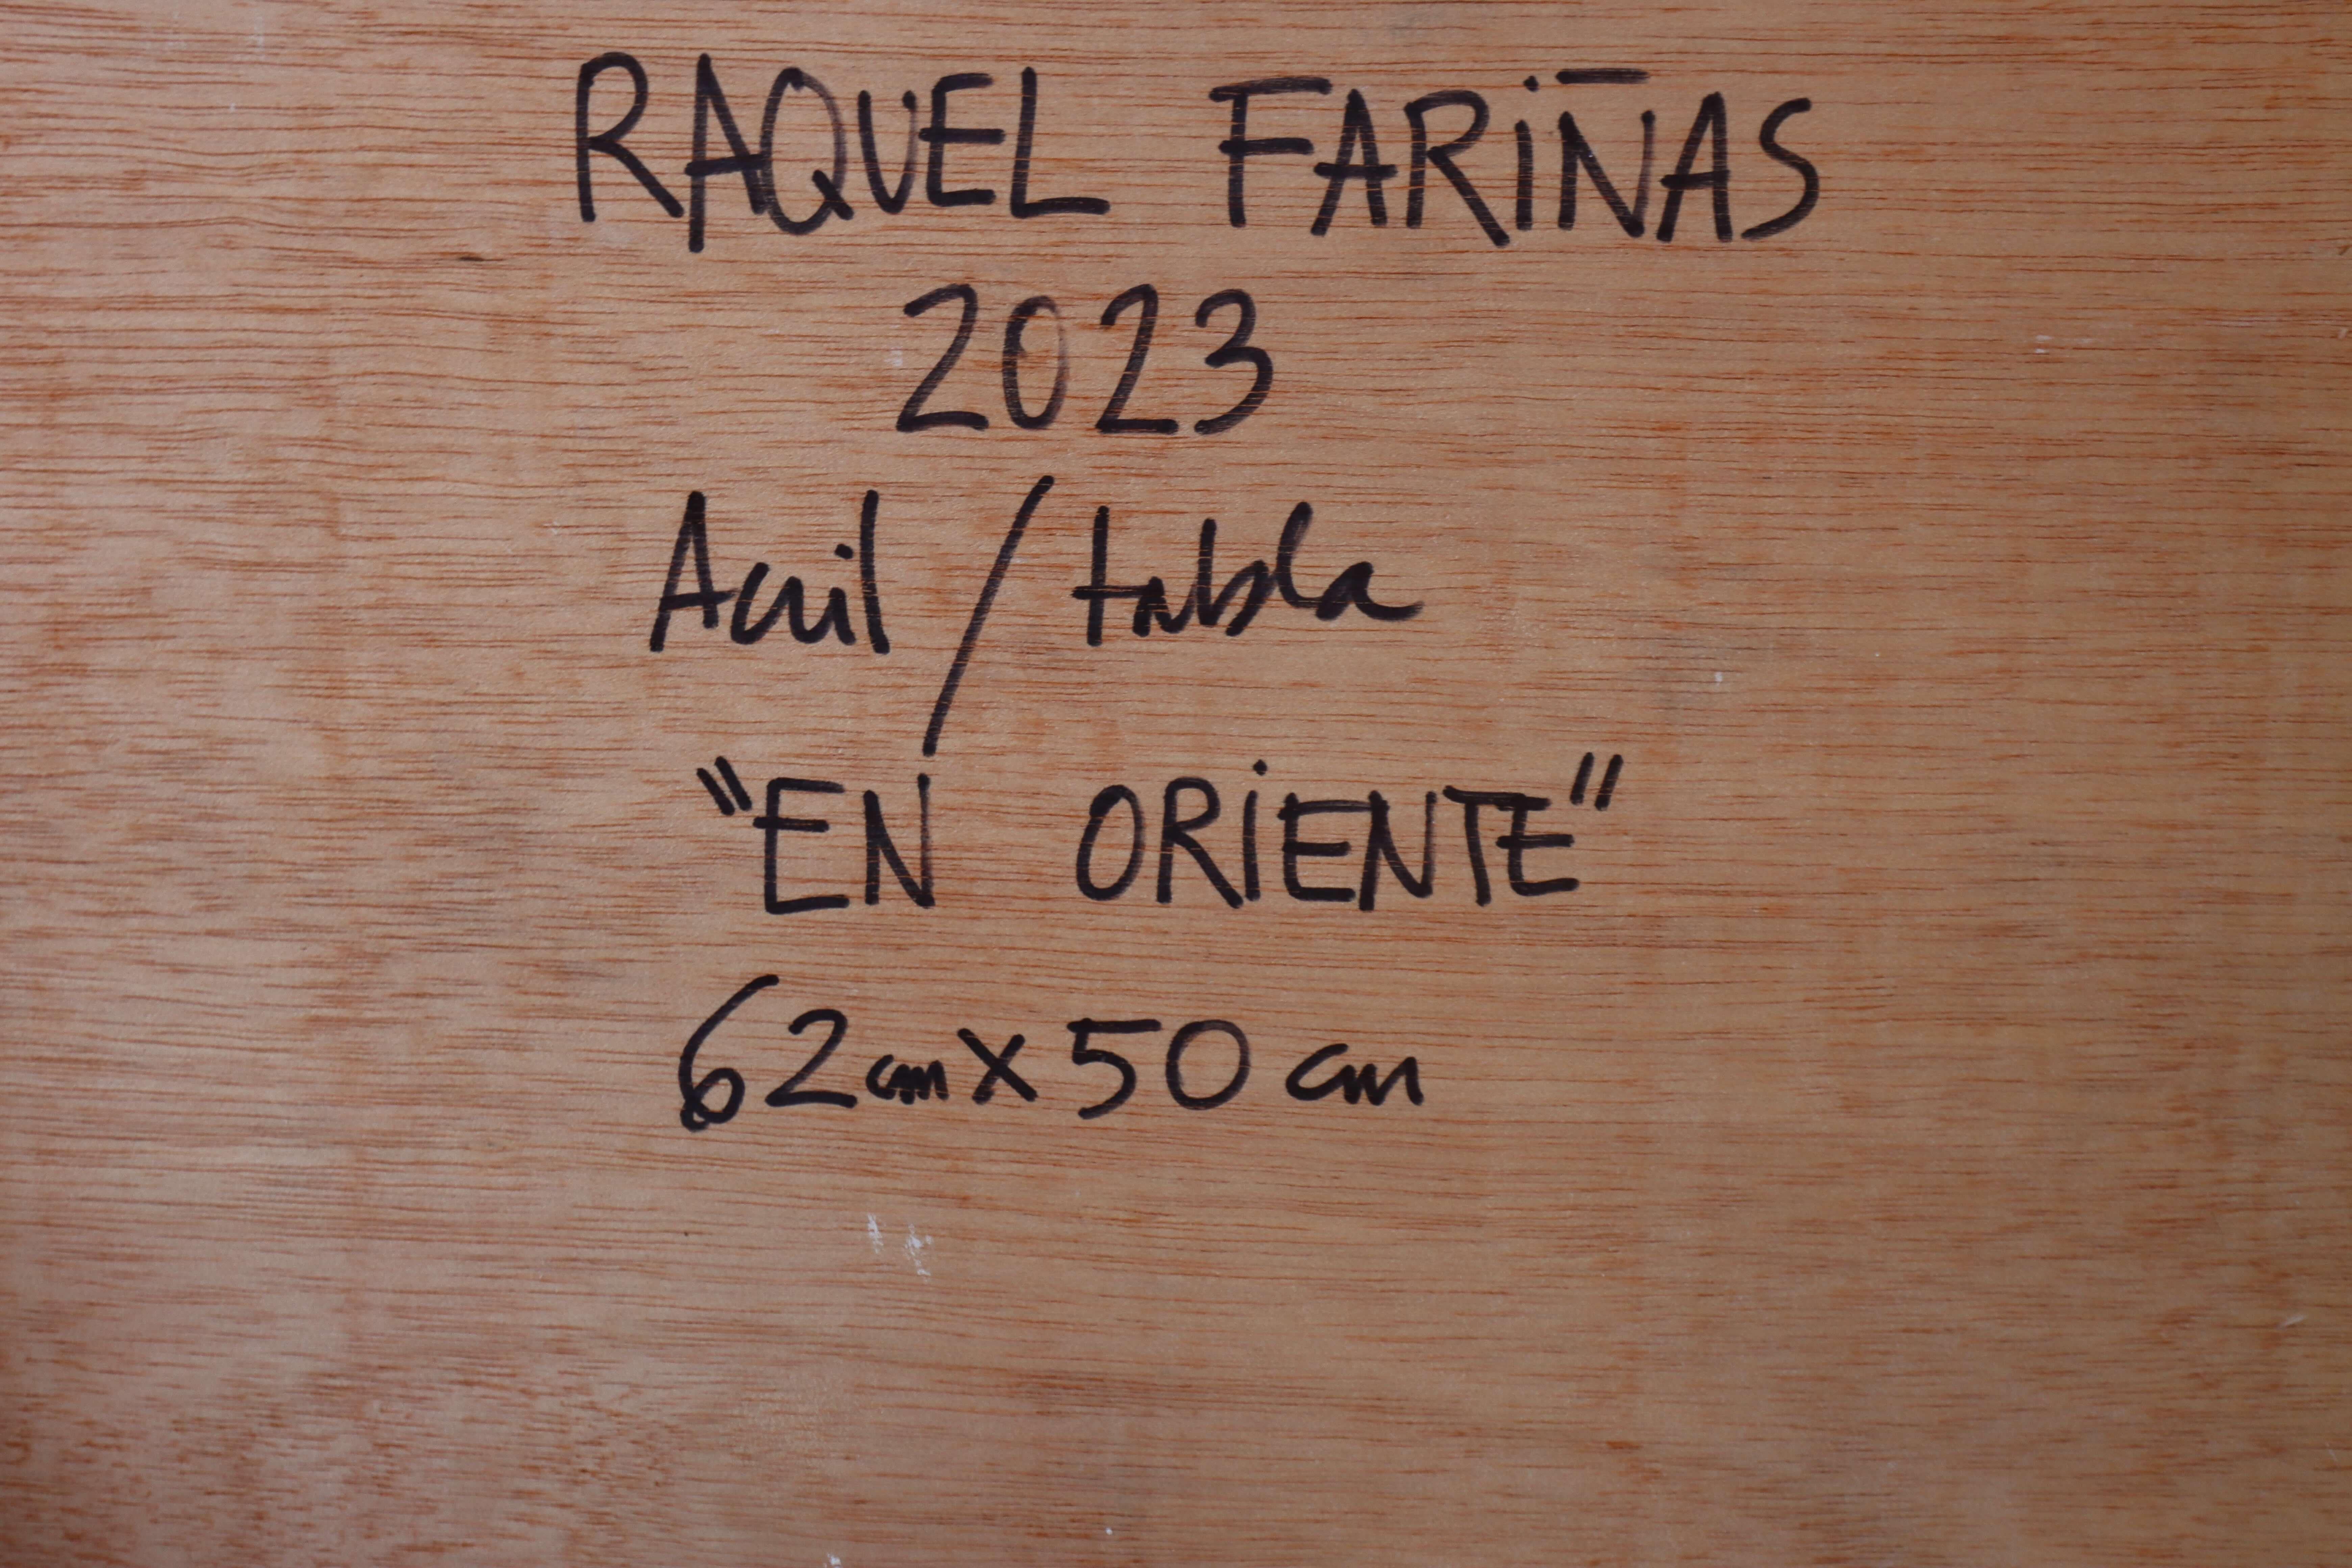 RAQUEL FARIÑAS
2023
Acril / tabla
"EN ORIENTE"
62cm x 50 cm